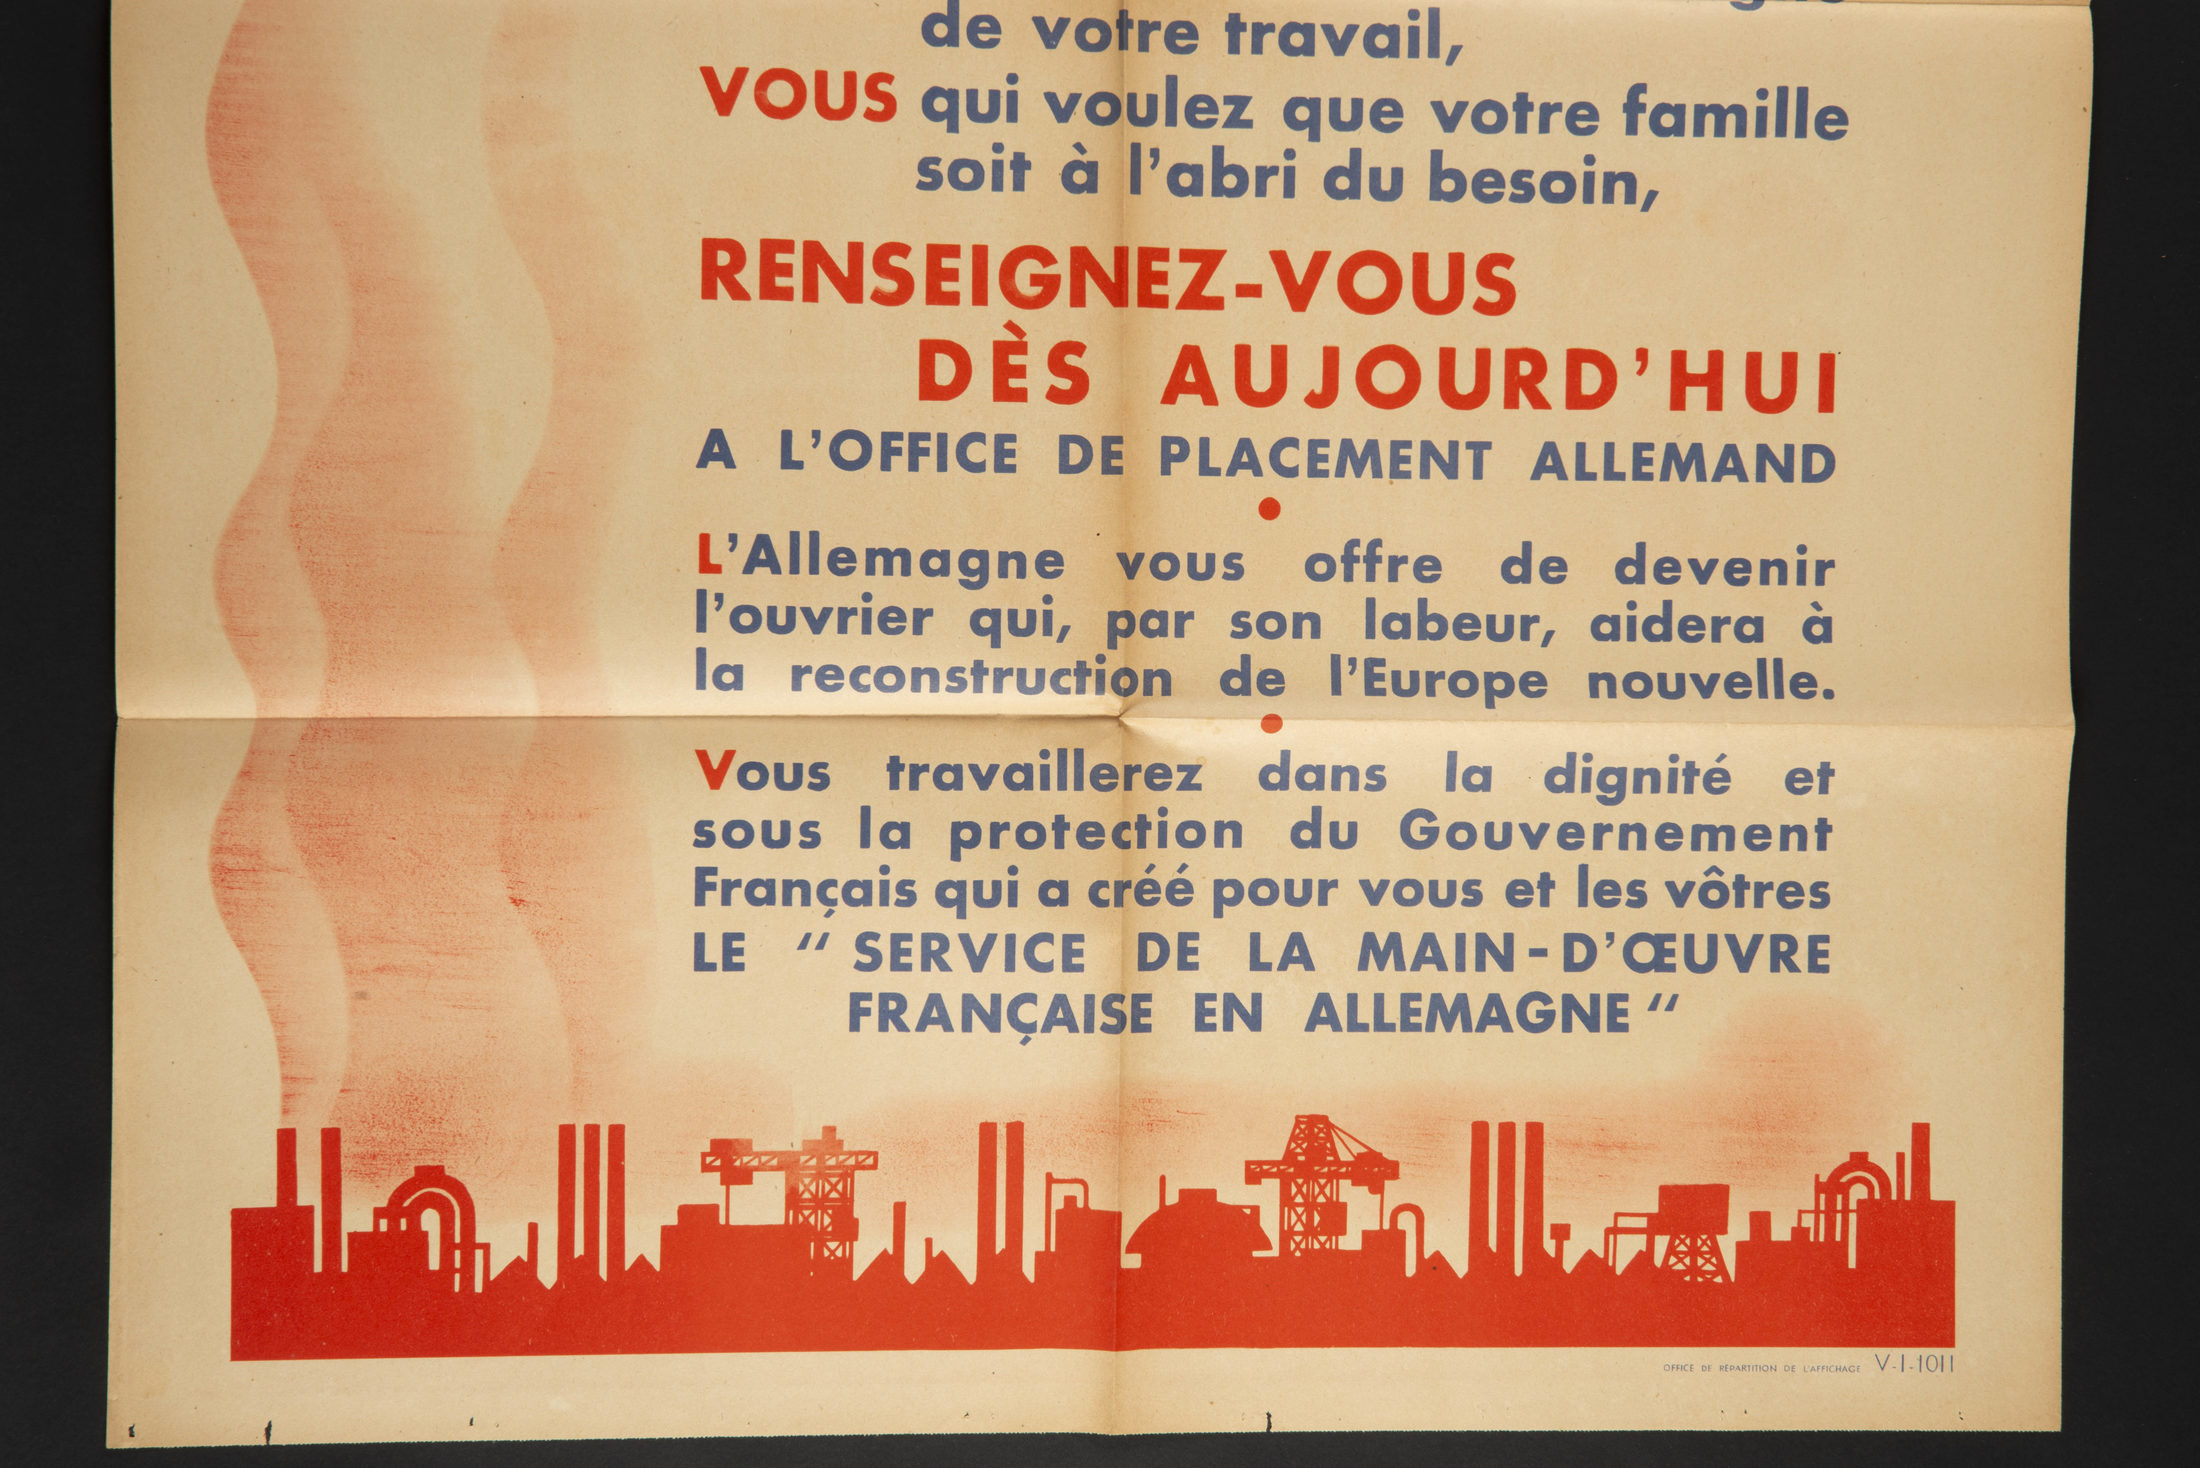 de votre travail,
VOUS qui voulez que votre famille
soit à l'abri du besoin,
RENSEIGNEZ-VOUS
DÈS AUJOURD'HUI
A L'OFFICE DE PLACEMENT ALLEMAND
L'Allemagne vous offre de devenir
l'ouvrier qui, par son labeur, aidera à
la reconstruction de l'Europe nouvelle.
Vous travaillerez dans la dignité et
sous la protection du Gouvernement
Français qui a créé pour vous et les vôtres
LE " SERVICE DE LA MAIN-D'ŒUVRE
FRANÇAISE EN ALLEMAGNE "
OFFICE DE RÉPARTITION DE L'AFFICHAGE V-I-1011